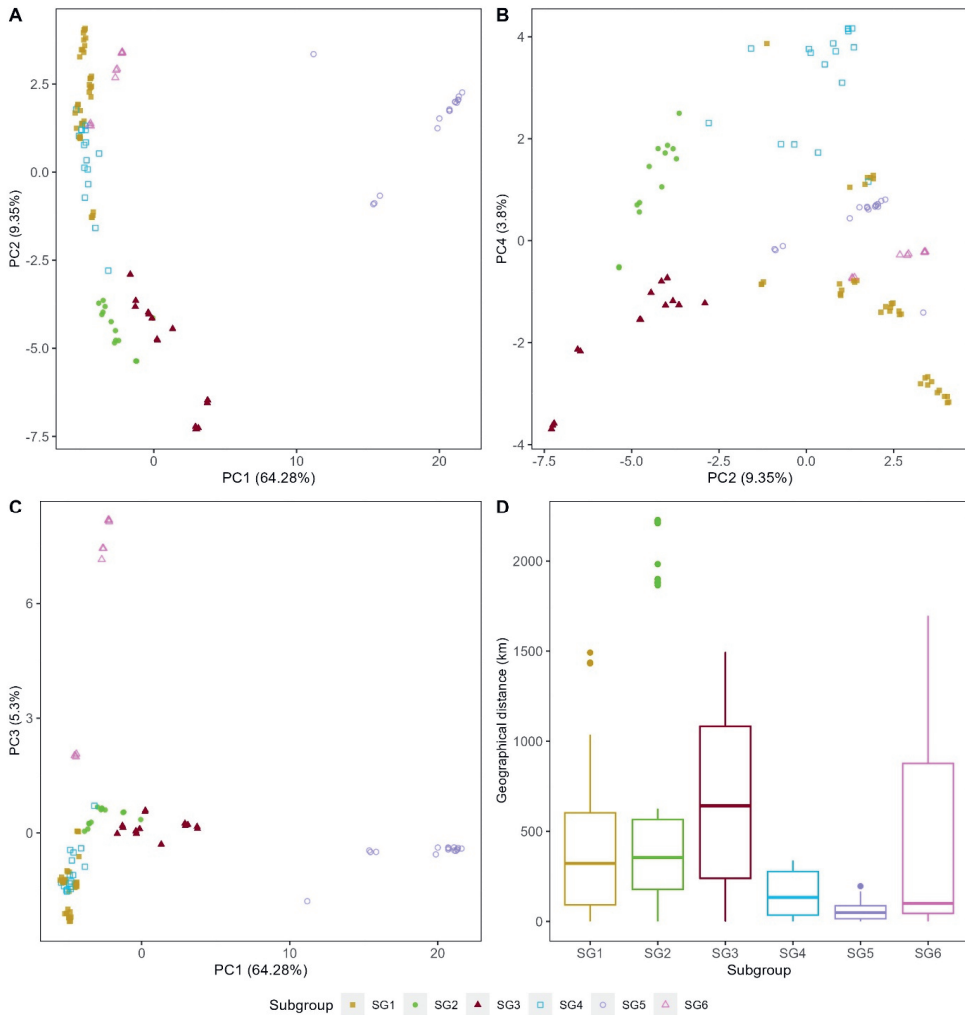 A
2.5
0.0
-2.5
-5.0
-7.5
PC2 (9.35%)
0
10
20
PC1 (64.28%)
B
4
2
0
-2
-4
PC4 (3.8%)
-7.5
-5.0
-2.5
0.0
2.5
PC2 (9.35%)
C
6
3
0
PC3 (5.3%)
0
10
20
PC1 (64.28%)
D
2000
1500
1000
500
0
Geographical distance (km)
SG1
SG2
SG3
SG4
SG5
SG6
Subgroup
Subgroup SG1 SG2 SG3 SG4 SG5 SG6